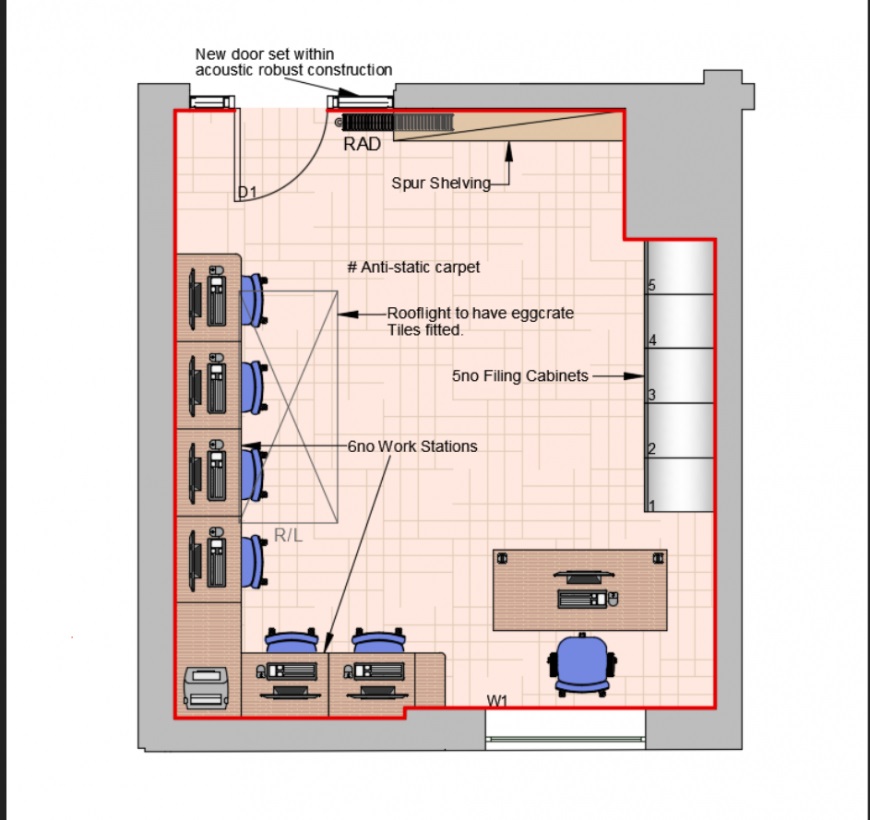 New door set within
acoustic robust construction
RAD
D1
Spur Shelving
# Anti-static carpet
Rooflight to have eggcrate
Tiles fitted.
5no Filing Cabinets
5
4
3
2
1
6no Work Stations
R/L
W1